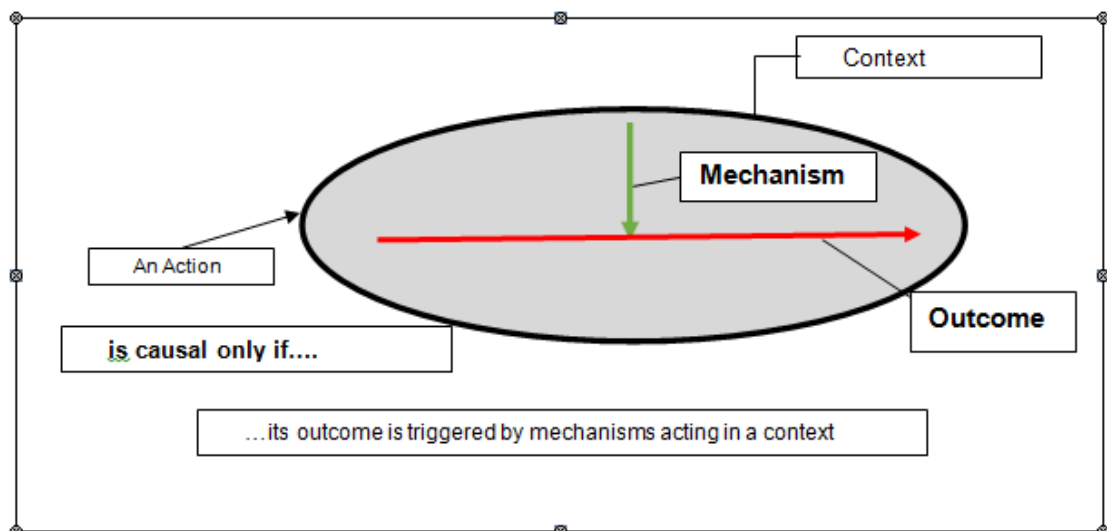 Context
Mechanism
An Action
Outcome
is causal only if....
...its outcome is triggered by mechanisms acting in a context